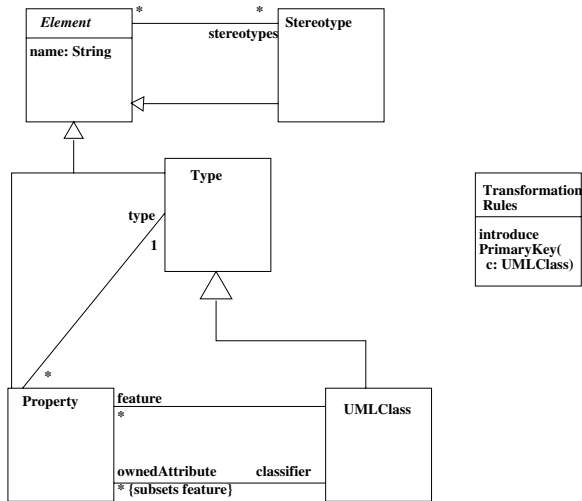 Element
* *
Stereotype
stereotypes
name: String
Type
type
1
Transformation
Rules
introduce
PrimaryKey(
c: UMLClass)
*
Property
feature
*
UMLClass
ownedAttribute classifier
* {subsets feature}